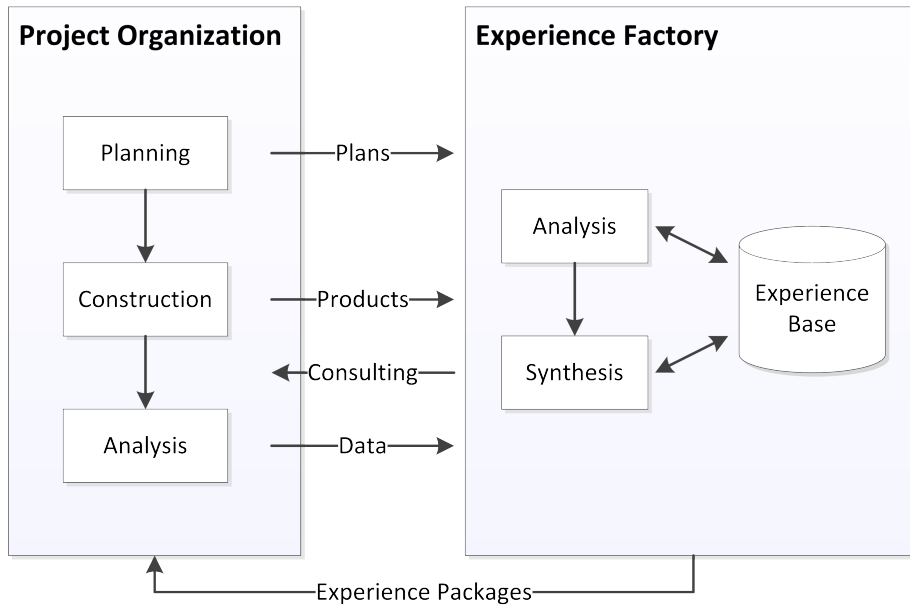 Project Organization
Planning
Construction
Analysis
Plans
Products
Consulting
Data
Experience Factory
Analysis
Synthesis
Experience
Base
Experience Packages